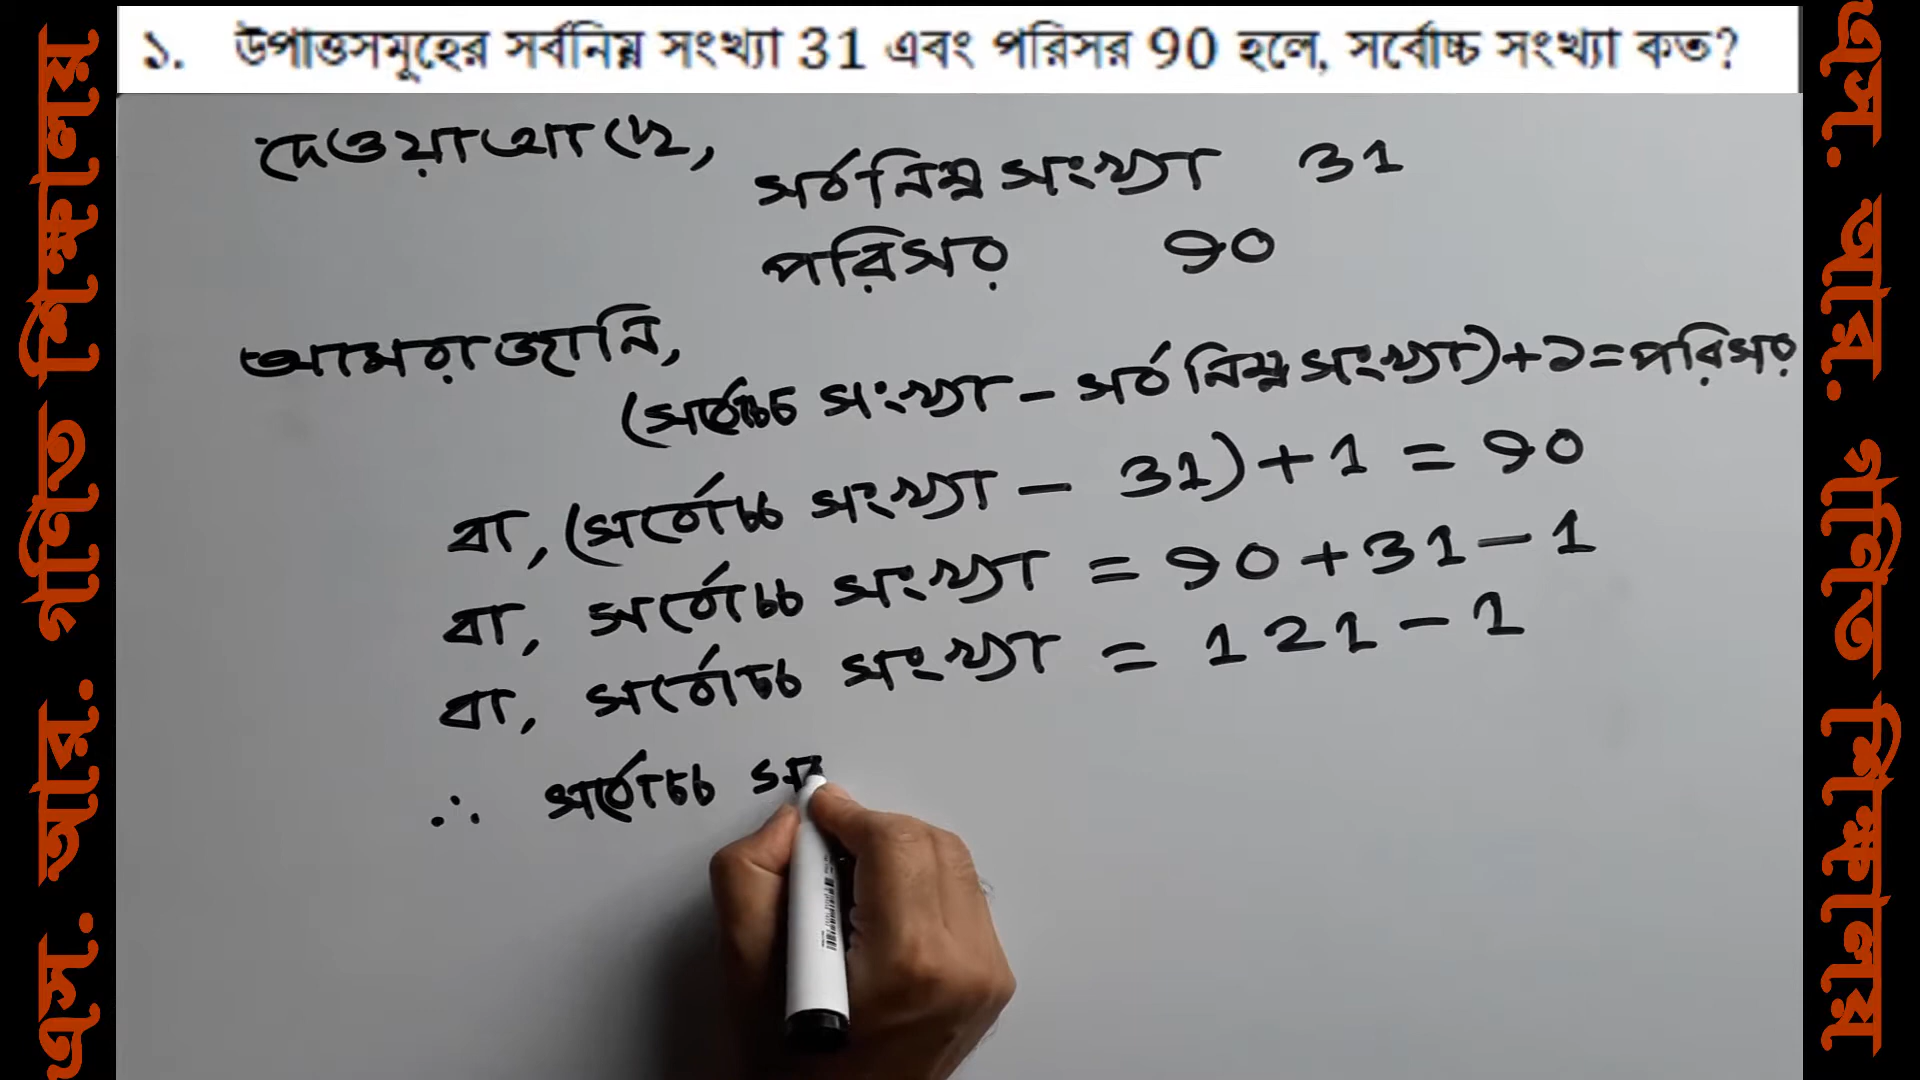 ১. উপাত্তসমূহের সর্বনিম্ন সংখ্যা 31 এবং পরিসর 90 হলে, সর্বোচ্চ সংখ্যা কত?
দেওয়া আছে,
সর্বনিম্ন সংখ্যা 31
পরিসর 90
আমরা জানি,
(সর্বোচ্চ সংখ্যা - সর্বনিম্ন সংখ্যা) + ১ = পরিসর
বা, (সর্বোচ্চ সংখ্যা - 31) + 1 = 90
বা, সর্বোচ্চ সংখ্যা = 90 + 31 - 1
বা, সর্বোচ্চ সংখ্যা = 121 - 1
∴ সর্বোচ্চ
এস. আর. গণিত শিক্ষালয়
এস. আর. গণিত শিক্ষালয়